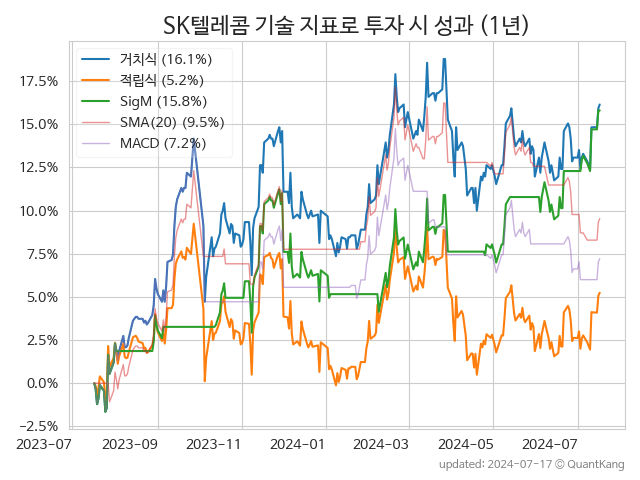 SK텔레콤 기술 지표로 투자 시 성과 (1년)
거치식 (16.1%)
적립식 (5.2%)
SigM (15.8%)
SMA(20) (9.5%)
MACD (7.2%)
17.5%
15.0%
12.5%
10.0%
7.5%
5.0%
2.5%
0.0%
−2.5%
2023-07 2023-09 2023-11 2024-01 2024-03 2024-05 2024-07
updated: 2024-07-17 © QuantKang